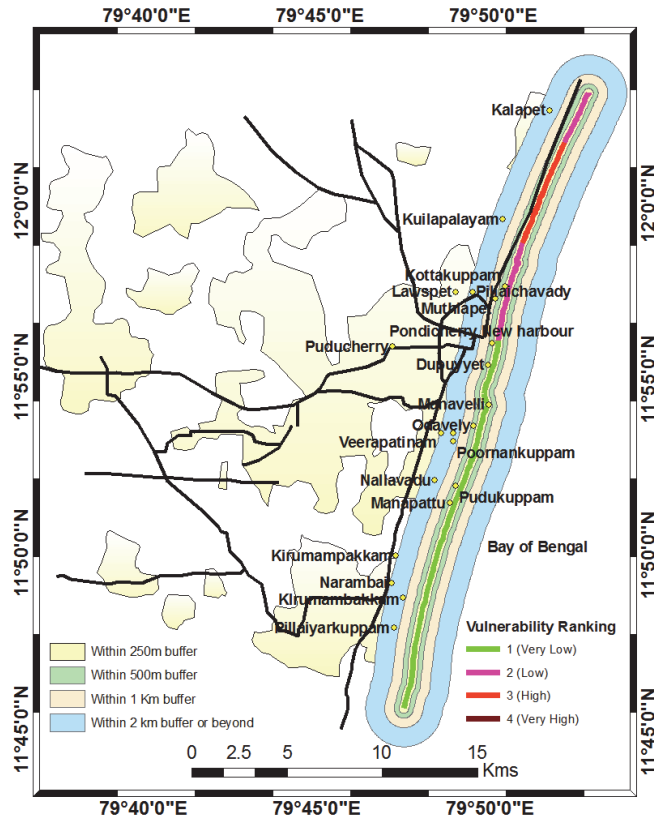 79°40'0"E 79°45'0"E 79°50'0"E
Kalapet
12°0'0"N 12°0'0"N
Kuilapalayam
Kottakuppam
Lawspet Pillaichavady
Muthiapet
Pondicherry New harbour
Puducherry
Dupuyyet
11°55'0"N 11°55'0"N
Manavelli
Odavely
Veerapatinam
Poornankuppam
Nallavadu
Pudukuppam
Manapattu
11°50'0"N 11°50'0"N
Bay of Bengal
Kirumampakkam
Narambai
KIrumambakkam
Pillaiyarkuppam
Vulnerability Ranking
1 (Very Low)
2 (Low)
3 (High)
4 (Very High)
Within 250m buffer
Within 500m buffer
Within 1 Km buffer
Within 2 km buffer or beyond
11°45'0"N 11°45'0"N
0 2.5 5 10 15
Kms
79°40'0"E 79°45'0"E 79°50'0"E